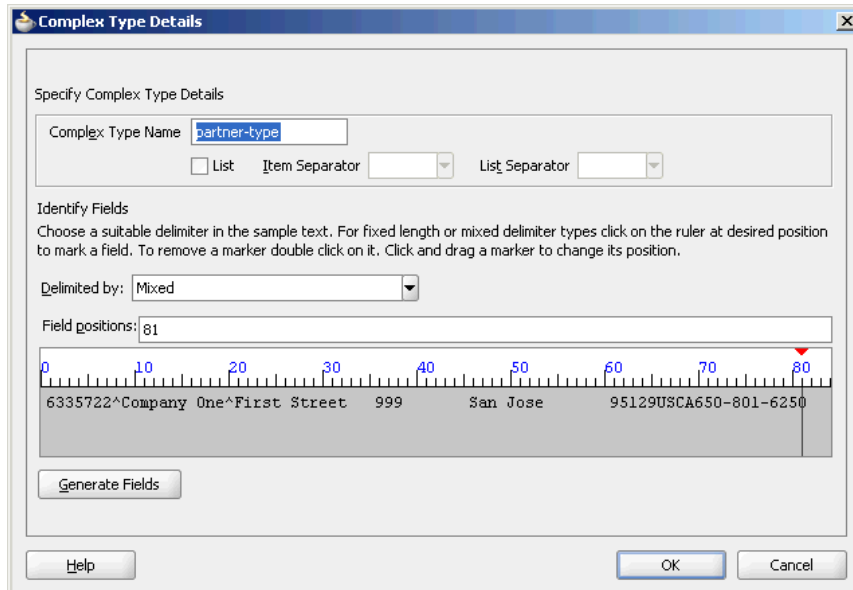 Complex Type Details
Specify Complex Type Details
Complex Type Name partner-type
List Item Separator List Separator
Identify Fields
Choose a suitable delimiter in the sample text. For fixed length or mixed delimiter types click on the ruler at desired position
to mark a field. To remove a marker double click on it. Click and drag a marker to change its position.
Delimited by: Mixed
Field positions: 81
0 10 20 30 40 50 60 70 80
6335722^Company One^First Street   999       San Jose       95129USCA650-801-6250
Generate Fields
Help OK Cancel